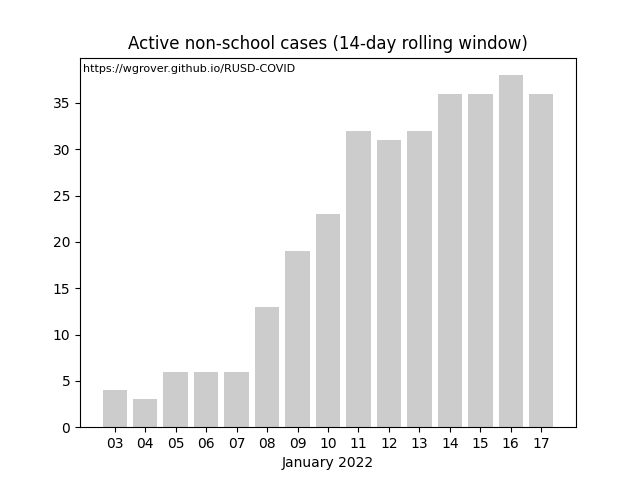 Active non-school cases (14-day rolling window)
https://wgrover.github.io/RUSD-COVID
35
30
25
20
15
10
5
0
03 04 05 06 07 08 09 10 11 12 13 14 15 16 17
January 2022